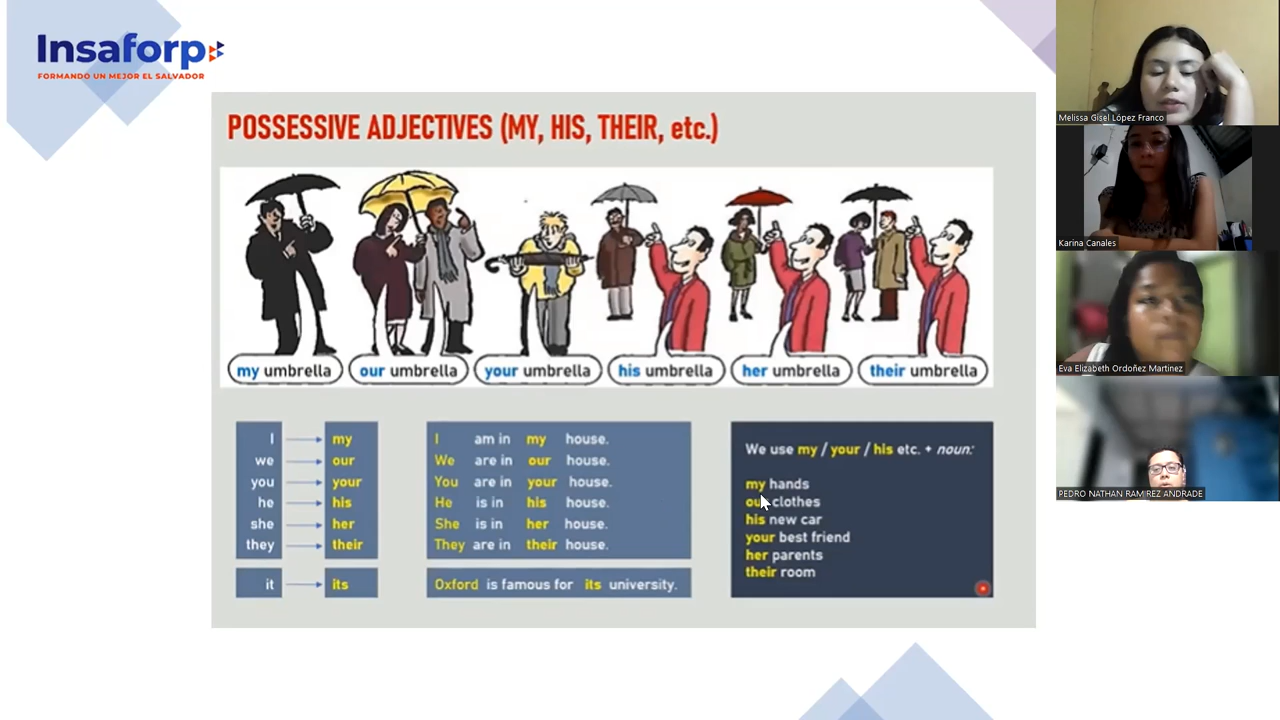 Insaforp
FORMANDO UN MEJOR EL SALVADOR
POSSESSIVE ADJECTIVES (MY, HIS, THEIR, etc.)
my umbrella
our umbrella
your umbrella
his umbrella
her umbrella
their umbrella
I my
we our
you your
he his
she her
they their
it its
I am in my house.
We are in our house.
You are in your house.
He is in his house.
She is in her house.
They are in their house.
Oxford is famous for its university.
We use my / your / his etc. + noun:
my hands
our clothes
his new car
your best friend
her parents
their room
Melissa Gisel López Franco
Karina Canales
Eva Elizabeth Ordoñez Martinez
PEDRO NATHAN RAMIREZ ANDRADE